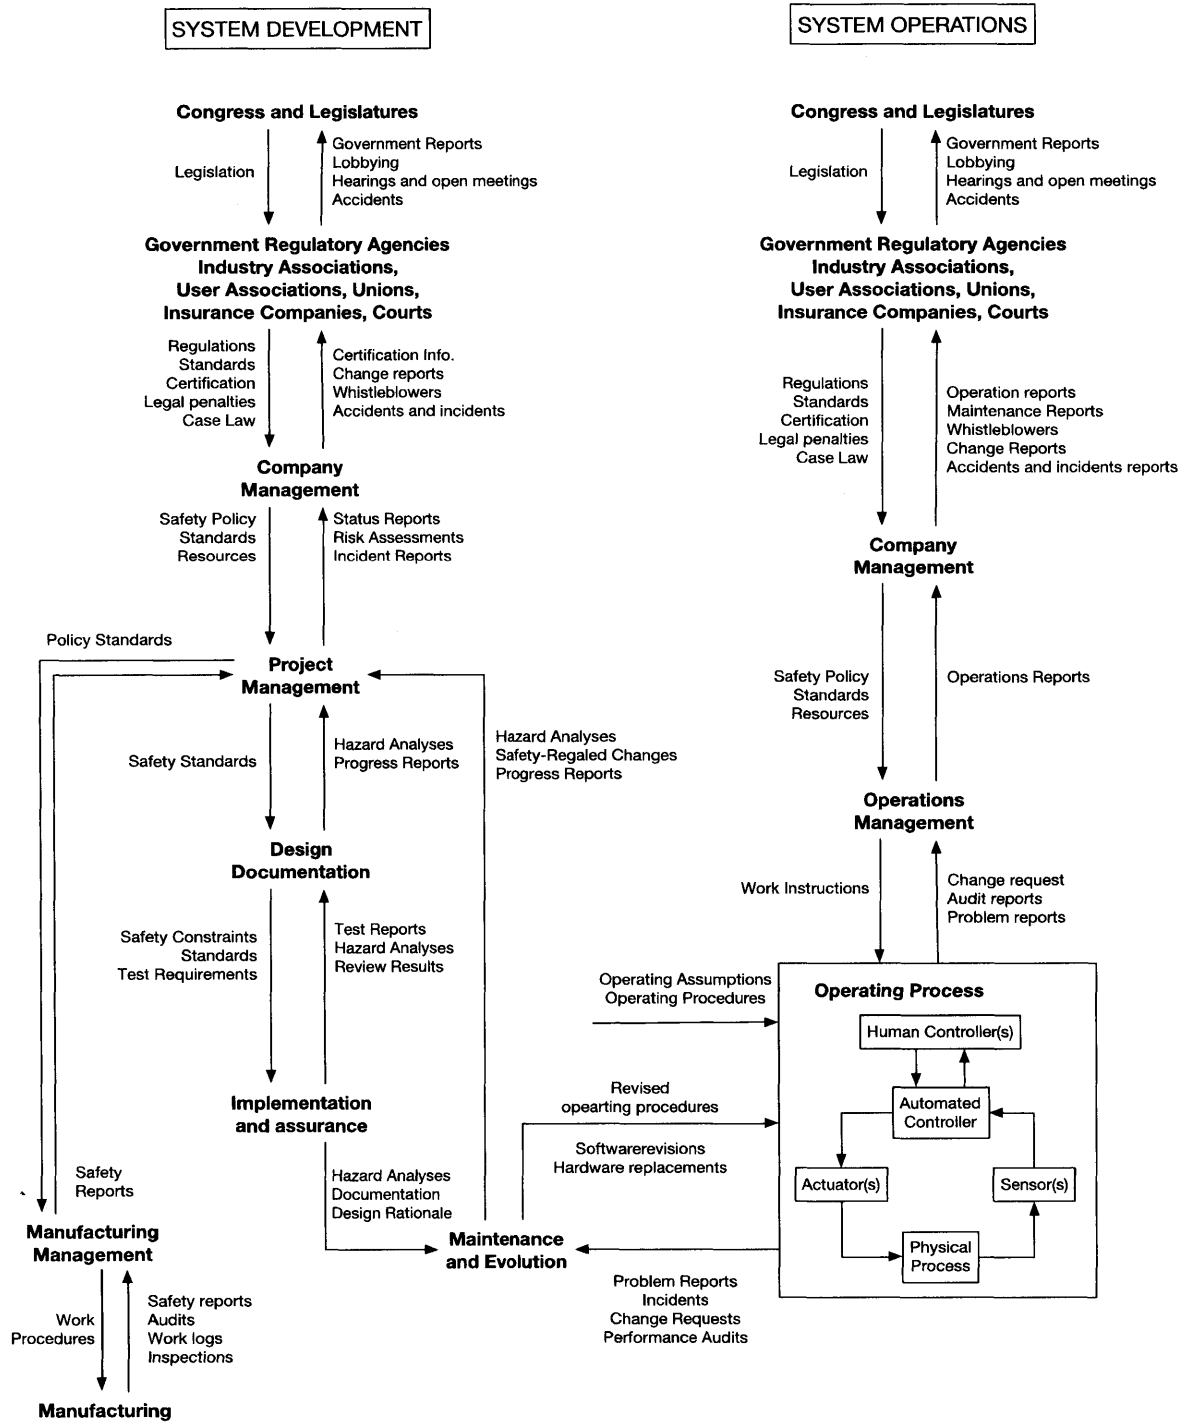 SYSTEM DEVELOPMENT
Congress and Legislatures
Legislation
Government Reports
Lobbying
Hearings and open meetings
Accidents
Government Regulatory Agencies
Industry Associations,
User Associations, Unions,
Insurance Companies, Courts
Regulations
Standards
Certification
Legal penalties
Case Law
Certification Info.
Change reports
Whistleblowers
Accidents and incidents
Company
Management
Safety Policy
Standards
Resources
Status Reports
Risk Assessments
Incident Reports
Policy Standards
Project
Management
Safety Standards
Hazard Analyses
Progress Reports
Hazard Analyses
Safety-Regaled Changes
Progress Reports
Design
Documentation
Safety Constraints
Standards
Test Requirements
Test Reports
Hazard Analyses
Review Results
Implementation
and assurance
Safety
Reports
Hazard Analyses
Documentation
Design Rationale
Manufacturing
Management
Work
Procedures
Safety reports
Audits
Work logs
Inspections
Manufacturing
Maintenance
and Evolution
SYSTEM OPERATIONS
Congress and Legislatures
Legislation
Government Reports
Lobbying
Hearings and open meetings
Accidents
Government Regulatory Agencies
Industry Associations,
User Associations, Unions,
Insurance Companies, Courts
Regulations
Standards
Certification
Legal penalties
Case Law
Operation reports
Maintenance Reports
Whistleblowers
Change Reports
Accidents and incidents reports
Company
Management
Safety Policy
Standards
Resources
Operations Reports
Operations
Management
Work Instructions
Change request
Audit reports
Problem reports
Operating Assumptions
Operating Procedures
Operating Process
Human Controller(s)
Automated
Controller
Actuator(s)
Sensor(s)
Physical
Process
Revised
opearting procedures
Softwarerevisions
Hardware replacements
Problem Reports
Incidents
Change Requests
Performance Audits